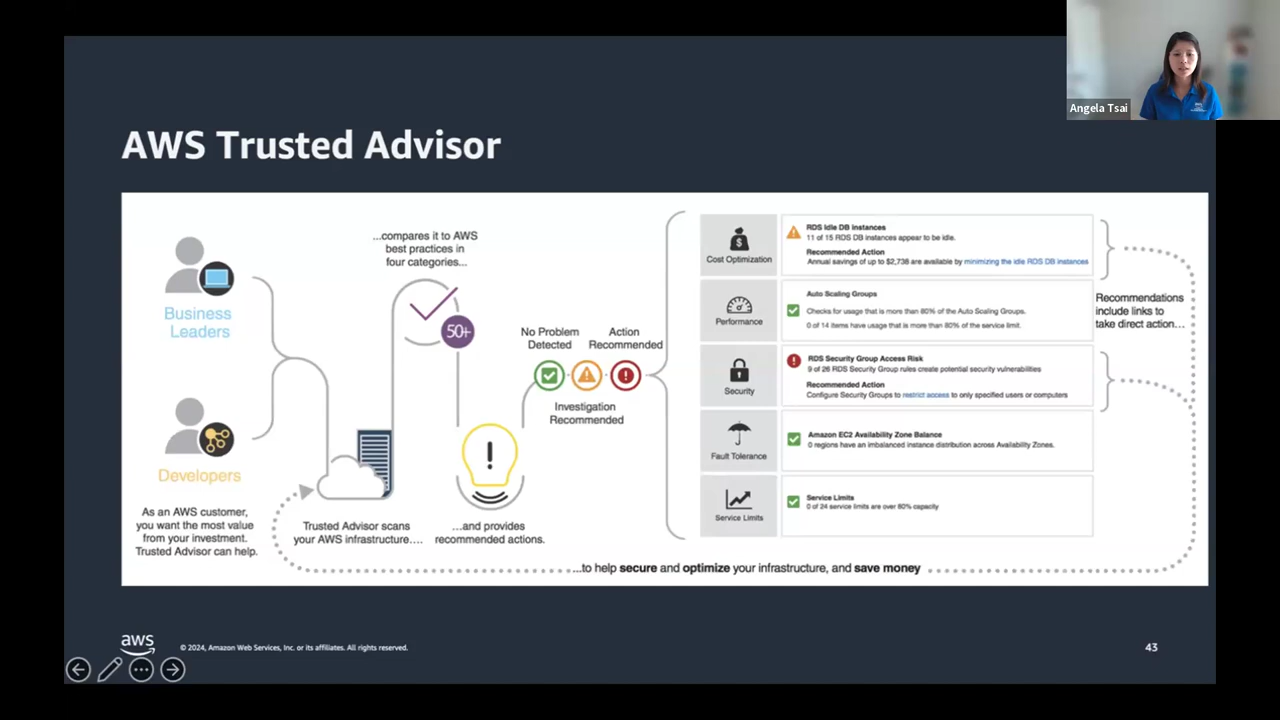 Angela Tsai
AWS Trusted Advisor
Business
Leaders
Developers
As an AWS customer,
you want the most value
from your investment.
Trusted Advisor can help.
Trusted Advisor scans
your AWS infrastructure....
...compares it to AWS
best practices in
four categories...
50+
...and provides
recommended actions.
No Problem
Detected
Action
Recommended
Investigation
Recommended
Cost Optimization
RDS Idle DB Instances
11 of 15 RDS DB instances appear to be idle.
Recommended Action
Annual savings of up to $2,738 are available by minimizing the idle RDS DB instances
Performance
Auto Scaling Groups
Checks for usage that is more than 80% of the Auto Scaling Groups.
0 of 14 items have usage that is more than 80% of the service limit.
Security
RDS Security Group Access Risk
9 of 26 RDS Security Group rules create potential security vulnerabilities
Recommended Action
Configure Security Groups to restrict access to only specified users or computers
Fault Tolerance
Amazon EC2 Availability Zone Balance
0 regions have an imbalanced instance distribution across Availability Zones.
Service Limits
Service Limits
0 of 24 service limits are over 80% capacity
Recommendations
include links to
take direct action...
...to help secure and optimize your infrastructure, and save money
aws
© 2024, Amazon Web Services, Inc. or its affiliates. All rights reserved.
43